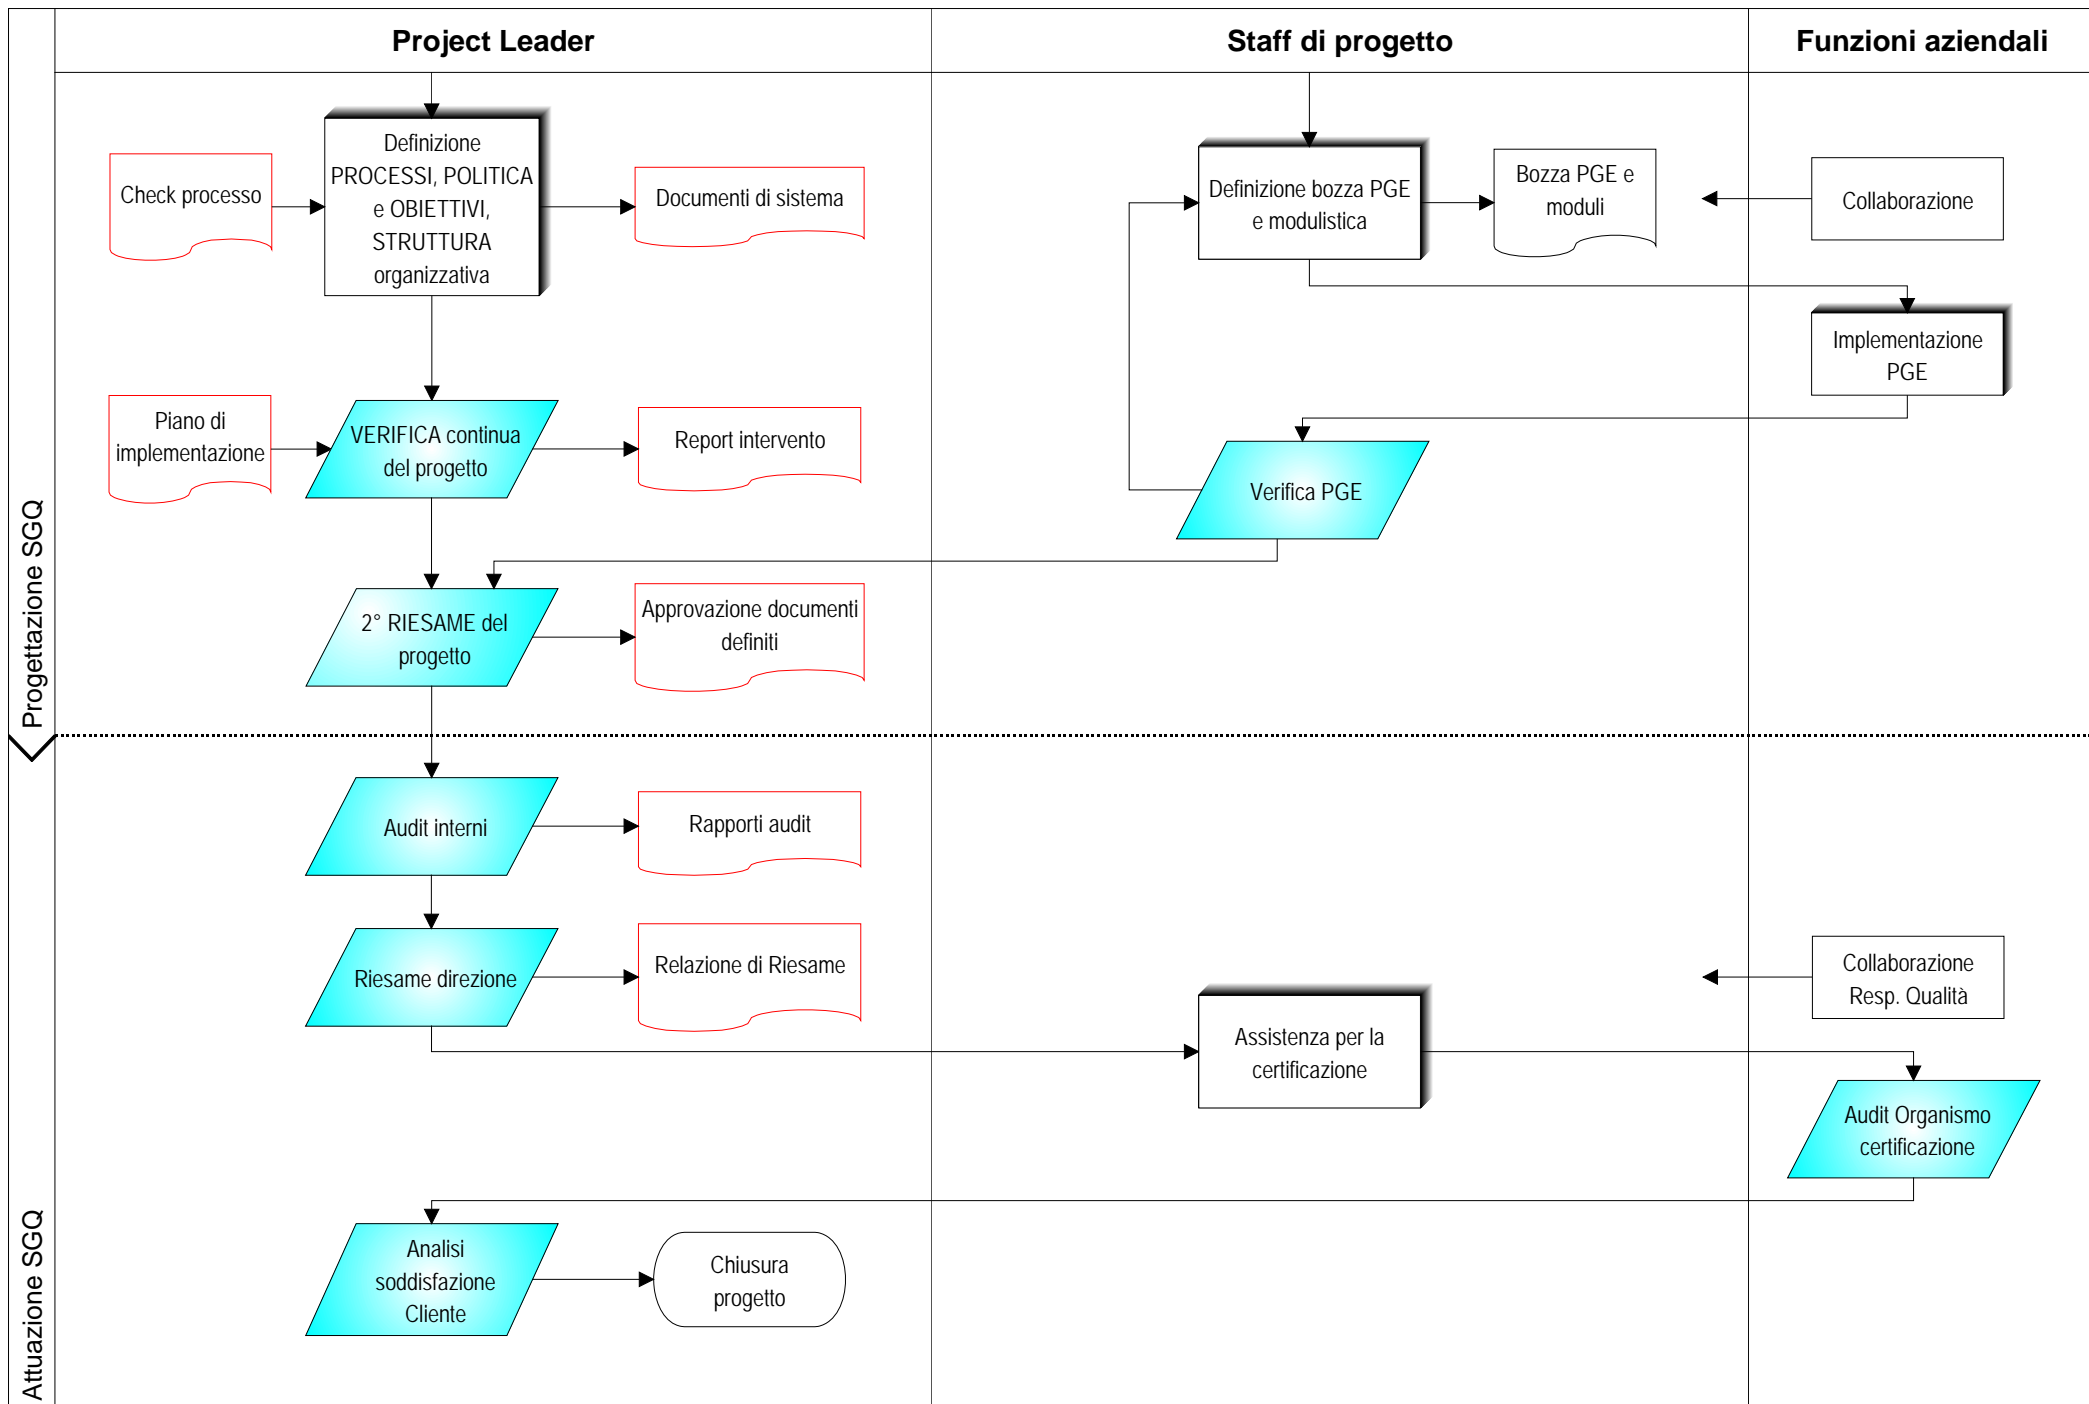 Project Leader
Staff di progetto
Funzioni aziendali
Progettazione SGQ
Check processo
Definizione
PROCESSI, POLITICA
e OBIETTIVI,
STRUTTURA
organizzativa
Documenti di sistema
Definizione bozza PGE
e modulistica
Bozza PGE e
moduli
Collaborazione
Implementazione
PGE
Piano di
implementazione
VERIFICA continua
del progetto
Report intervento
Verifica PGE
2° RIESAME del
progetto
Approvazione documenti
definiti
Attuazione SGQ
Audit interni
Rapporti audit
Riesame direzione
Relazione di Riesame
Collaborazione
Resp. Qualità
Assistenza per la
certificazione
Audit Organismo
certificazione
Analisi
soddisfazione
Cliente
Chiusura
progetto